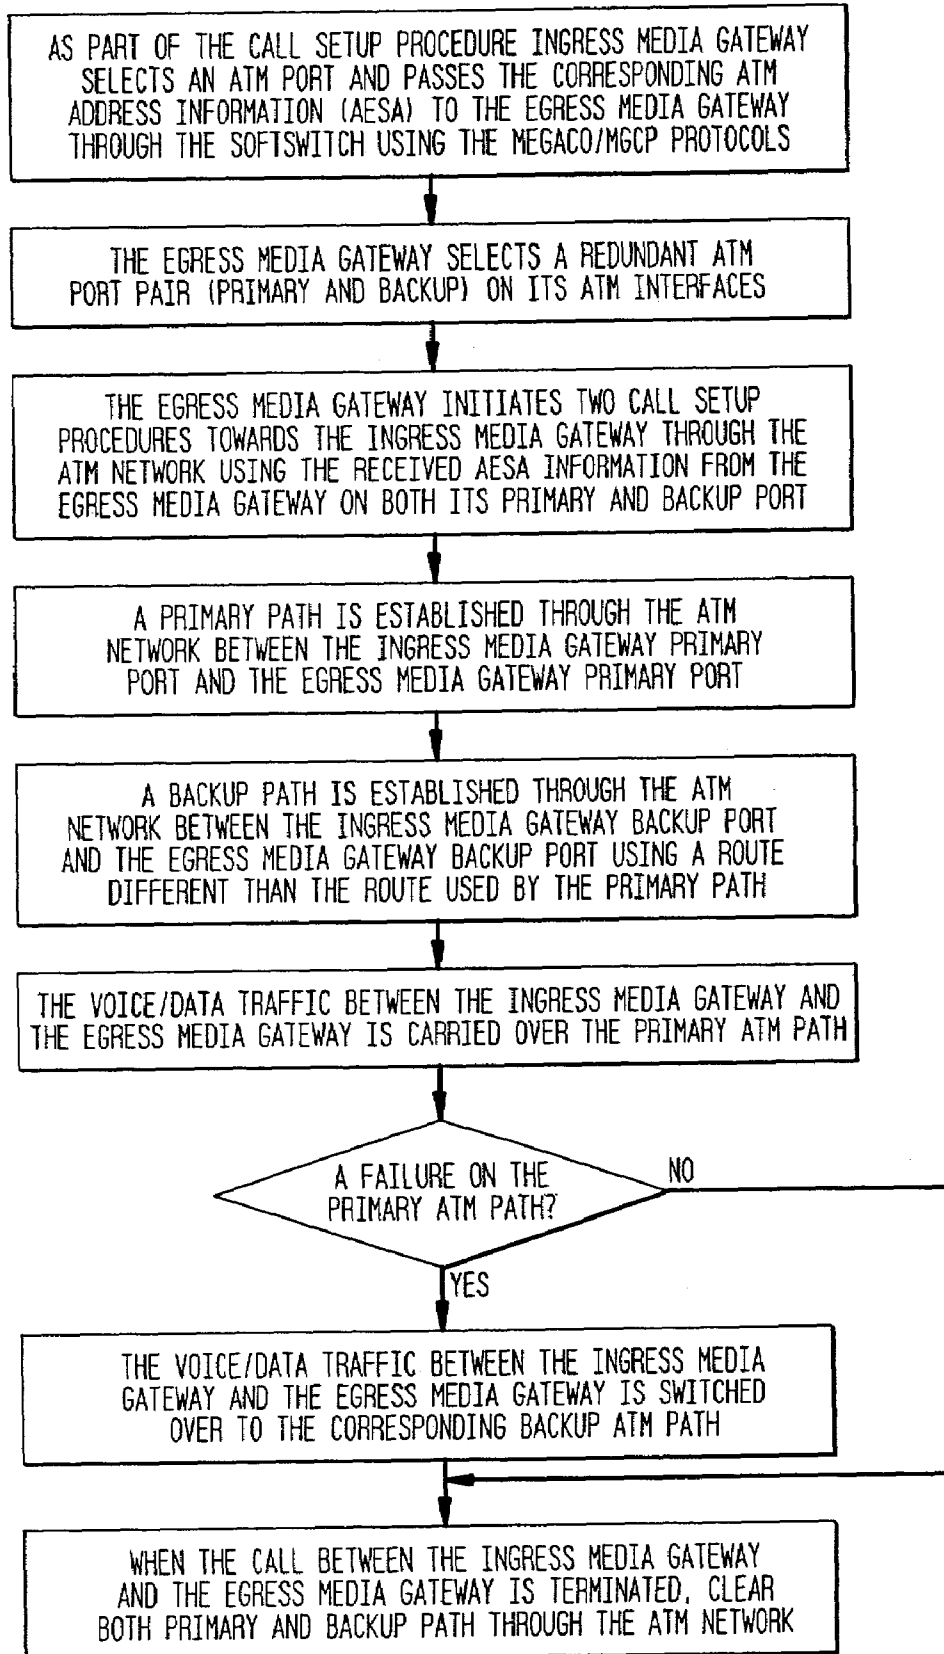 AS PART OF THE CALL SETUP PROCEDURE INGRESS MEDIA GATEWAY
SELECTS AN ATM PORT AND PASSES THE CORRESPONDING ATM
ADDRESS INFORMATION (AESA) TO THE EGRESS MEDIA GATEWAY
THROUGH THE SOFTSWITCH USING THE MEGACO/MGCP PROTOCOLS
THE EGRESS MEDIA GATEWAY SELECTS A REDUNDANT ATM
PORT PAIR (PRIMARY AND BACKUP) ON ITS ATM INTERFACES
THE EGRESS MEDIA GATEWAY INITIATES TWO CALL SETUP
PROCEDURES TOWARDS THE INGRESS MEDIA GATEWAY THROUGH THE
ATM NETWORK USING THE RECEIVED AESA INFORMATION FROM THE
EGRESS MEDIA GATEWAY ON BOTH ITS PRIMARY AND BACKUP PORT
A PRIMARY PATH IS ESTABLISHED THROUGH THE ATM
NETWORK BETWEEN THE INGRESS MEDIA GATEWAY PRIMARY
PORT AND THE EGRESS MEDIA GATEWAY PRIMARY PORT
A BACKUP PATH IS ESTABLISHED THROUGH THE ATM
NETWORK BETWEEN THE INGRESS MEDIA GATEWAY BACKUP PORT
AND THE EGRESS MEDIA GATEWAY BACKUP PORT USING A ROUTE
DIFFERENT THAN THE ROUTE USED BY THE PRIMARY PATH
THE VOICE/DATA TRAFFIC BETWEEN THE INGRESS MEDIA GATEWAY AND
THE EGRESS MEDIA GATEWAY IS CARRIED OVER THE PRIMARY ATM PATH
A FAILURE ON THE
PRIMARY ATM PATH?
NO
YES
THE VOICE/DATA TRAFFIC BETWEEN THE INGRESS MEDIA
GATEWAY AND THE EGRESS MEDIA GATEWAY IS SWITCHED
OVER TO THE CORRESPONDING BACKUP ATM PATH
WHEN THE CALL BETWEEN THE INGRESS MEDIA GATEWAY
AND THE EGRESS MEDIA GATEWAY IS TERMINATED, CLEAR
BOTH PRIMARY AND BACKUP PATH THROUGH THE ATM NETWORK